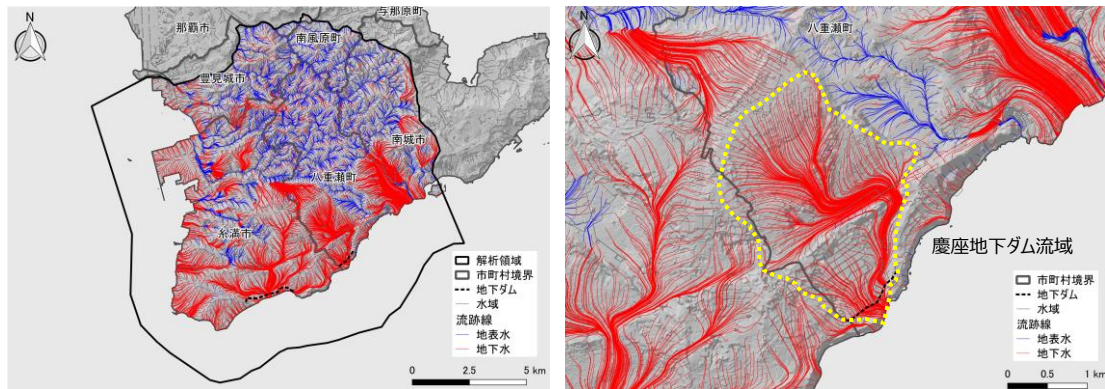 与那原町
那覇市
南風原町
豊見城市
南城市
八重瀬町
糸満市
解析領域
市町村境界
地下ダム
水域
流跡線
地表水
地下水
0 2.5 5 km
八重瀬町
慶座地下ダム流域
市町村境界
地下ダム
水域
流跡線
地表水
地下水
0 0.5 1 km